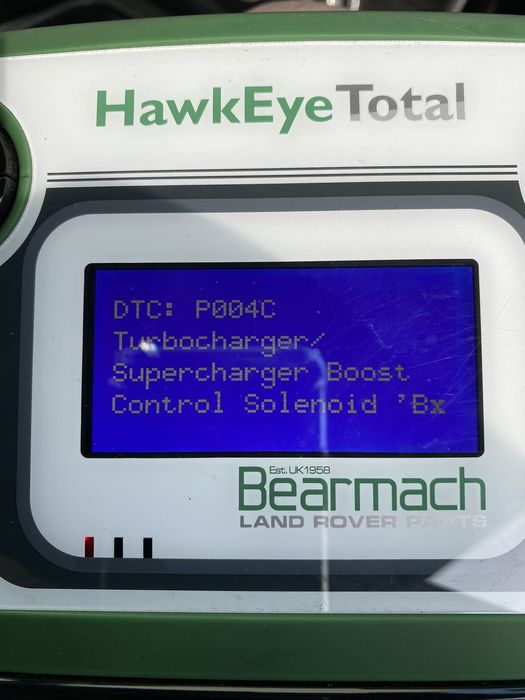 HawkEyeTotal
DTC: P004C
Turbocharger/
Supercharger Boost
Control Solenoid 'Bx
Est. UK1958
Bearmach
LAND ROVER PARTS